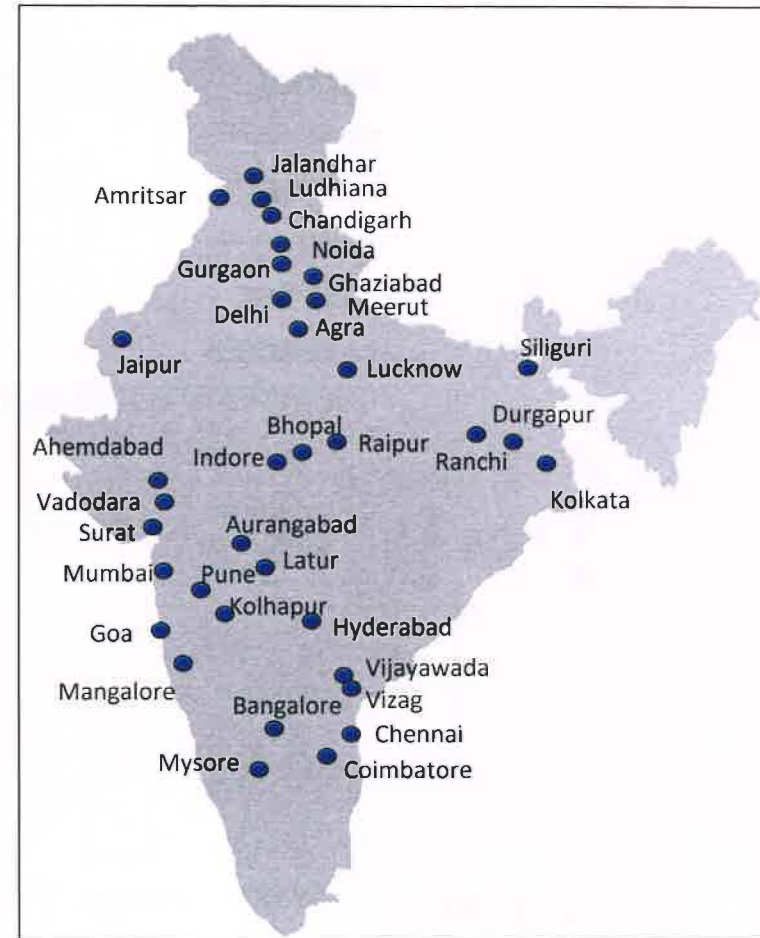 Jalandhar
Ludhiana
Amritsar
Chandigarh
Noida
Gurgaon
Ghaziabad
Delhi
Meerut
Agra
Siliguri
Jaipur
Lucknow
Durgapur
Bhopal
Ahemdabad
Indore
Raipur
Ranchi
Vadodara
Kolkata
Surat
Aurangabad
Latur
Mumbai
Pune
Kolhapur
Goa
Hyderabad
Vijayawada
Mangalore
Vizag
Bangalore
Chennai
Mysore
Coimbatore